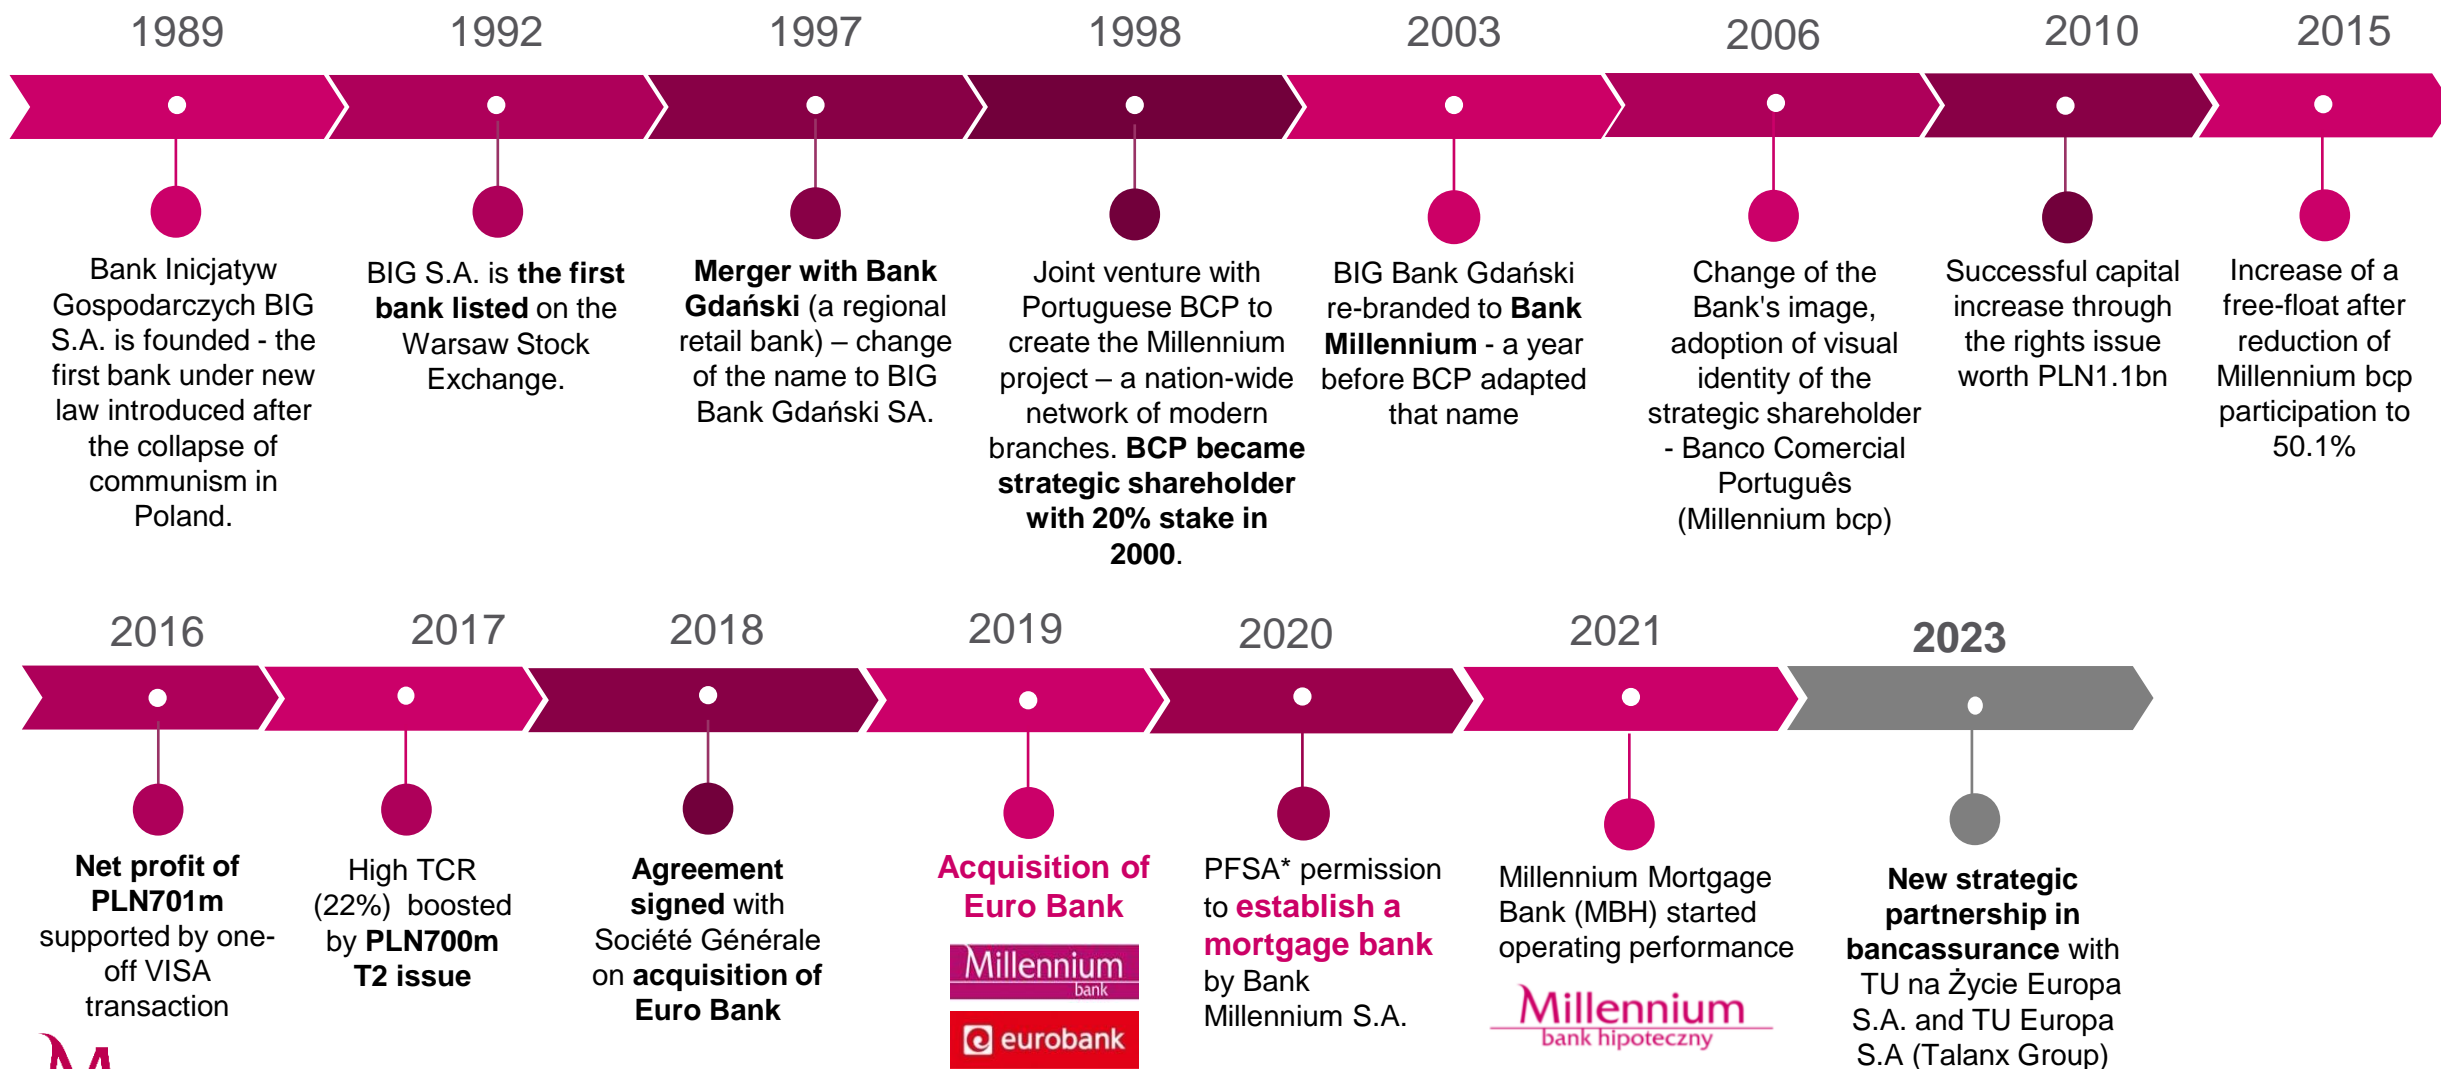 1989
Bank Inicjatyw
Gospodarczych BIG
S.A. is founded - the
first bank under new
law introduced after
the collapse of
communism in
Poland.
1992
BIG S.A. is the first
bank listed on the
Warsaw Stock
Exchange.
1997
Merger with Bank
Gdański (a regional
retail bank) – change
of the name to BIG
Bank Gdański SA.
1998
Joint venture with
Portuguese BCP to
create the Millennium
project – a nation-wide
network of modern
branches. BCP became
strategic shareholder
with 20% stake in
2000.
2003
BIG Bank Gdański
re-branded to Bank
Millennium - a year
before BCP adapted
that name
2006
Change of the
Bank's image,
adoption of visual
identity of the
strategic shareholder
- Banco Comercial
Português
(Millennium bcp)
2010
Successful capital
increase through
the rights issue
worth PLN1.1bn
2015
Increase of a
free-float after
reduction of
Millennium bcp
participation to
50.1%
2016
Net profit of
PLN701m
supported by one-
off VISA
transaction
2017
High TCR
(22%)  boosted
by PLN700m
T2 issue
2018
Agreement
signed with
Société Générale
on acquisition of
Euro Bank
2019
Acquisition of
Euro Bank
Millennium
bank
eurobank
2020
PFSA* permission
to establish a
mortgage bank
by Bank
Millennium S.A.
2021
Millennium Mortgage
Bank (MBH) started
operating performance
Millennium
bank hipoteczny
2023
New strategic
partnership in
bancassurance with
TU na Życie Europa
S.A. and TU Europa
S.A (Talanx Group)